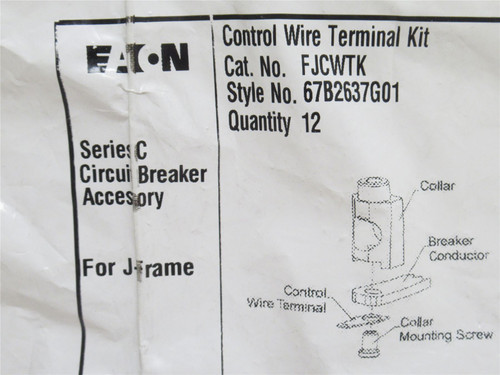 EATON
Control Wire Terminal Kit
Cat. No. FJCWTK
Style No. 67B2637G01
Quantity 12
Series C
Circuit Breaker
Accessory
For J-Frame
Collar
Breaker
Conductor
Control
Wire Terminal
Collar
Mounting Screw